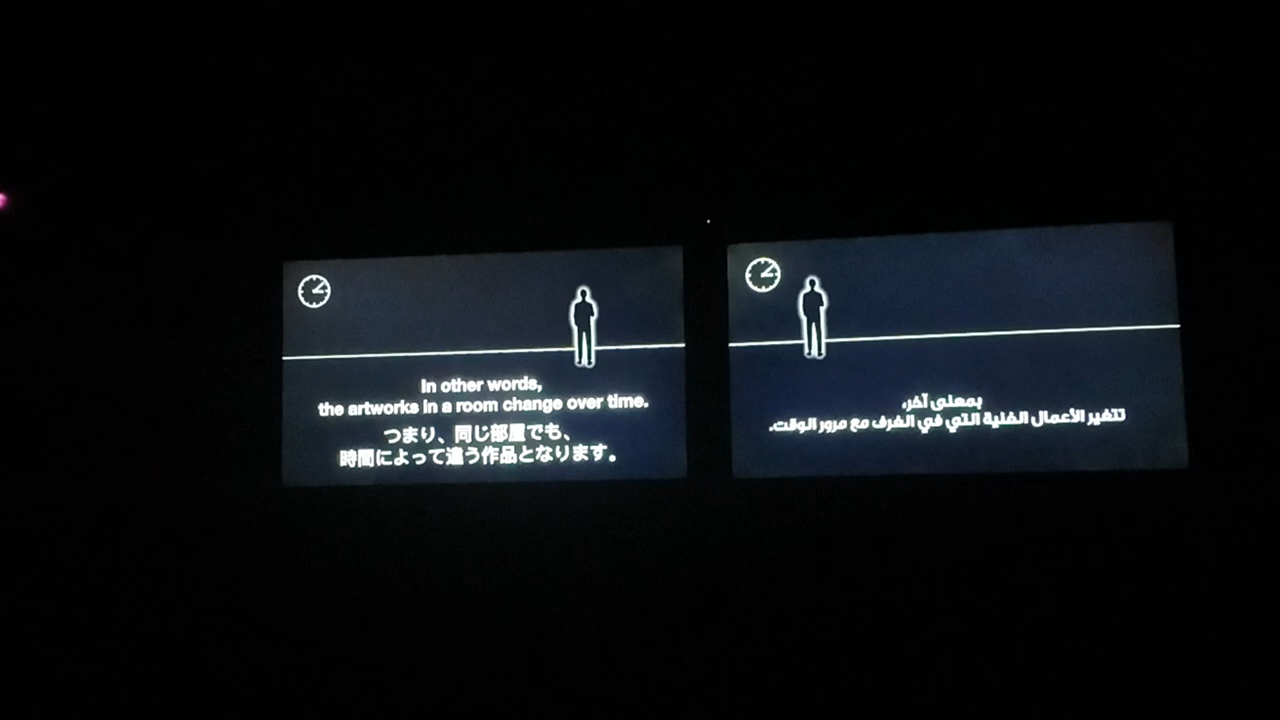 In other words,
the artworks in a room change over time.
つまり、同じ部屋でも、
時間によって違う作品となります。
بمعنى آخر،
تتغير الأعمال الفنية التي في الغرف مع مرور الوقت.